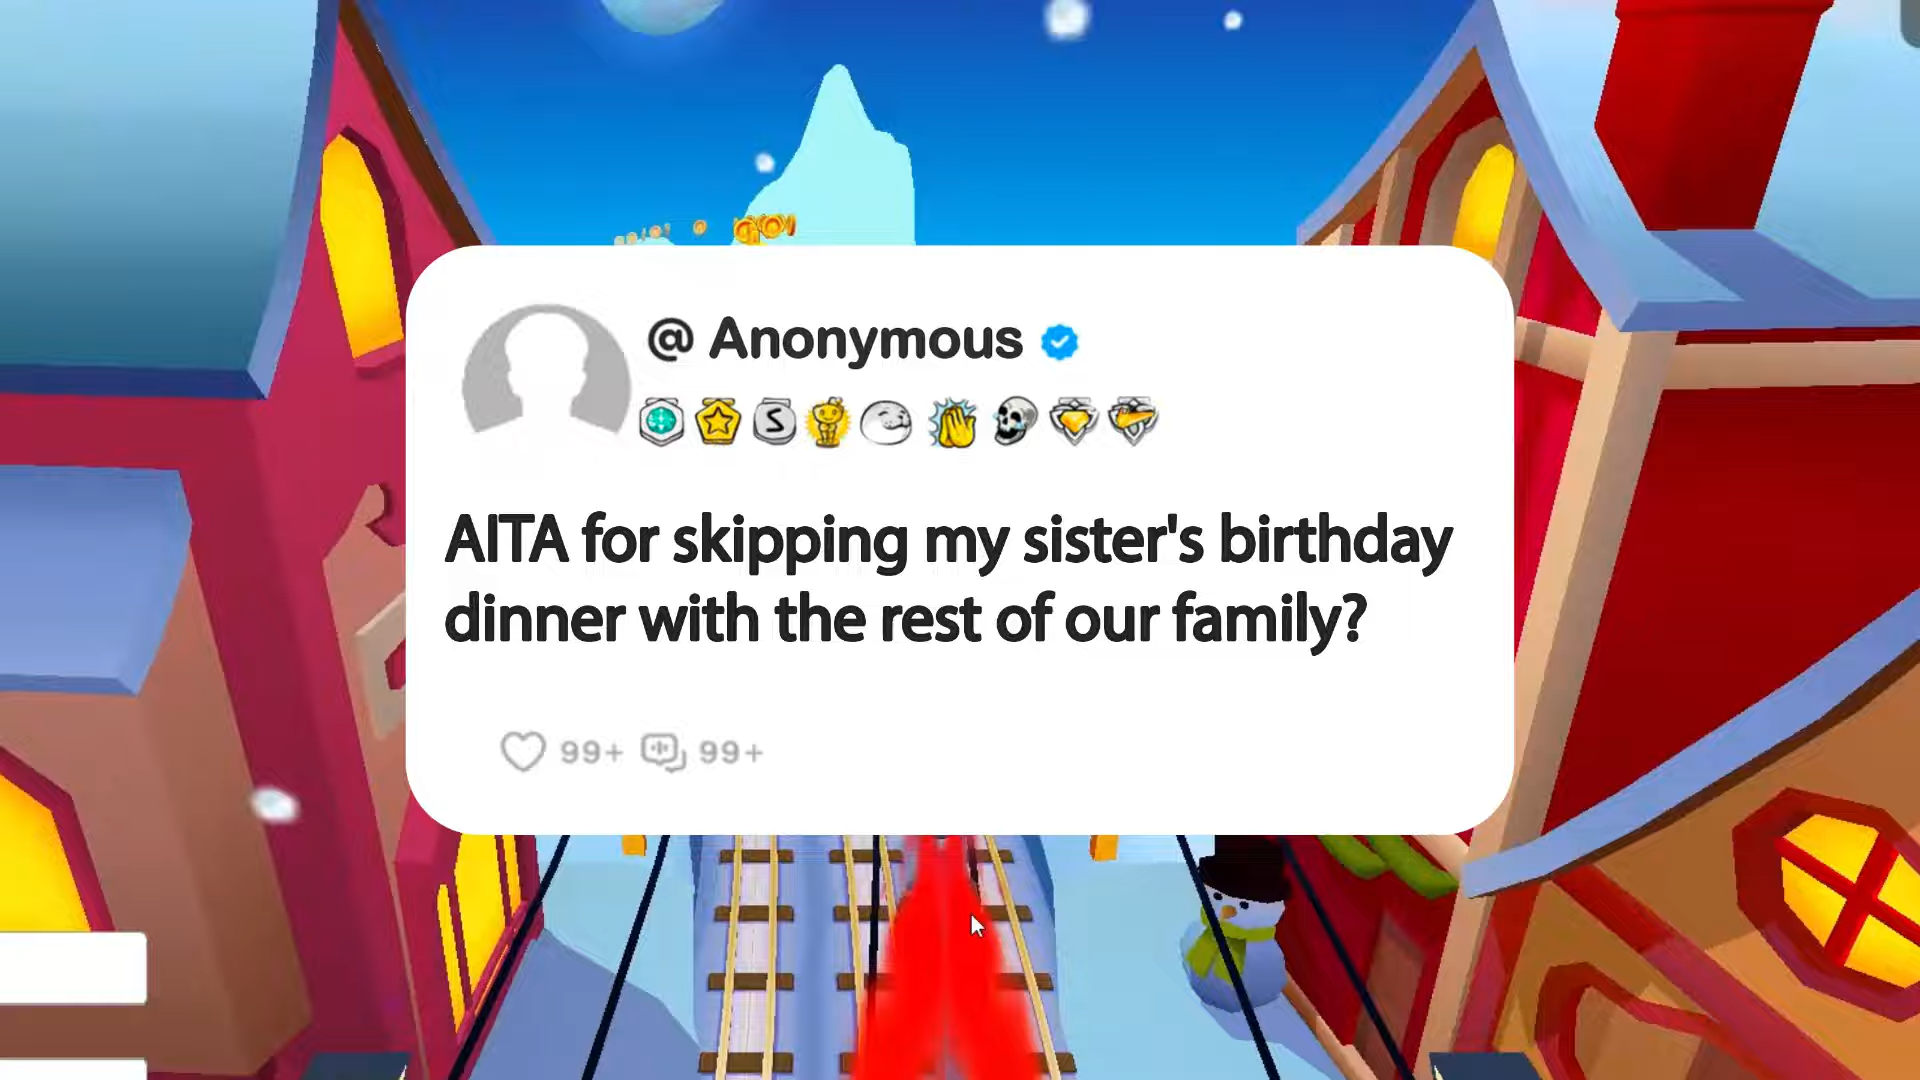 @ Anonymous
AITA for skipping my sister's birthday
dinner with the rest of our family?
99+ 99+